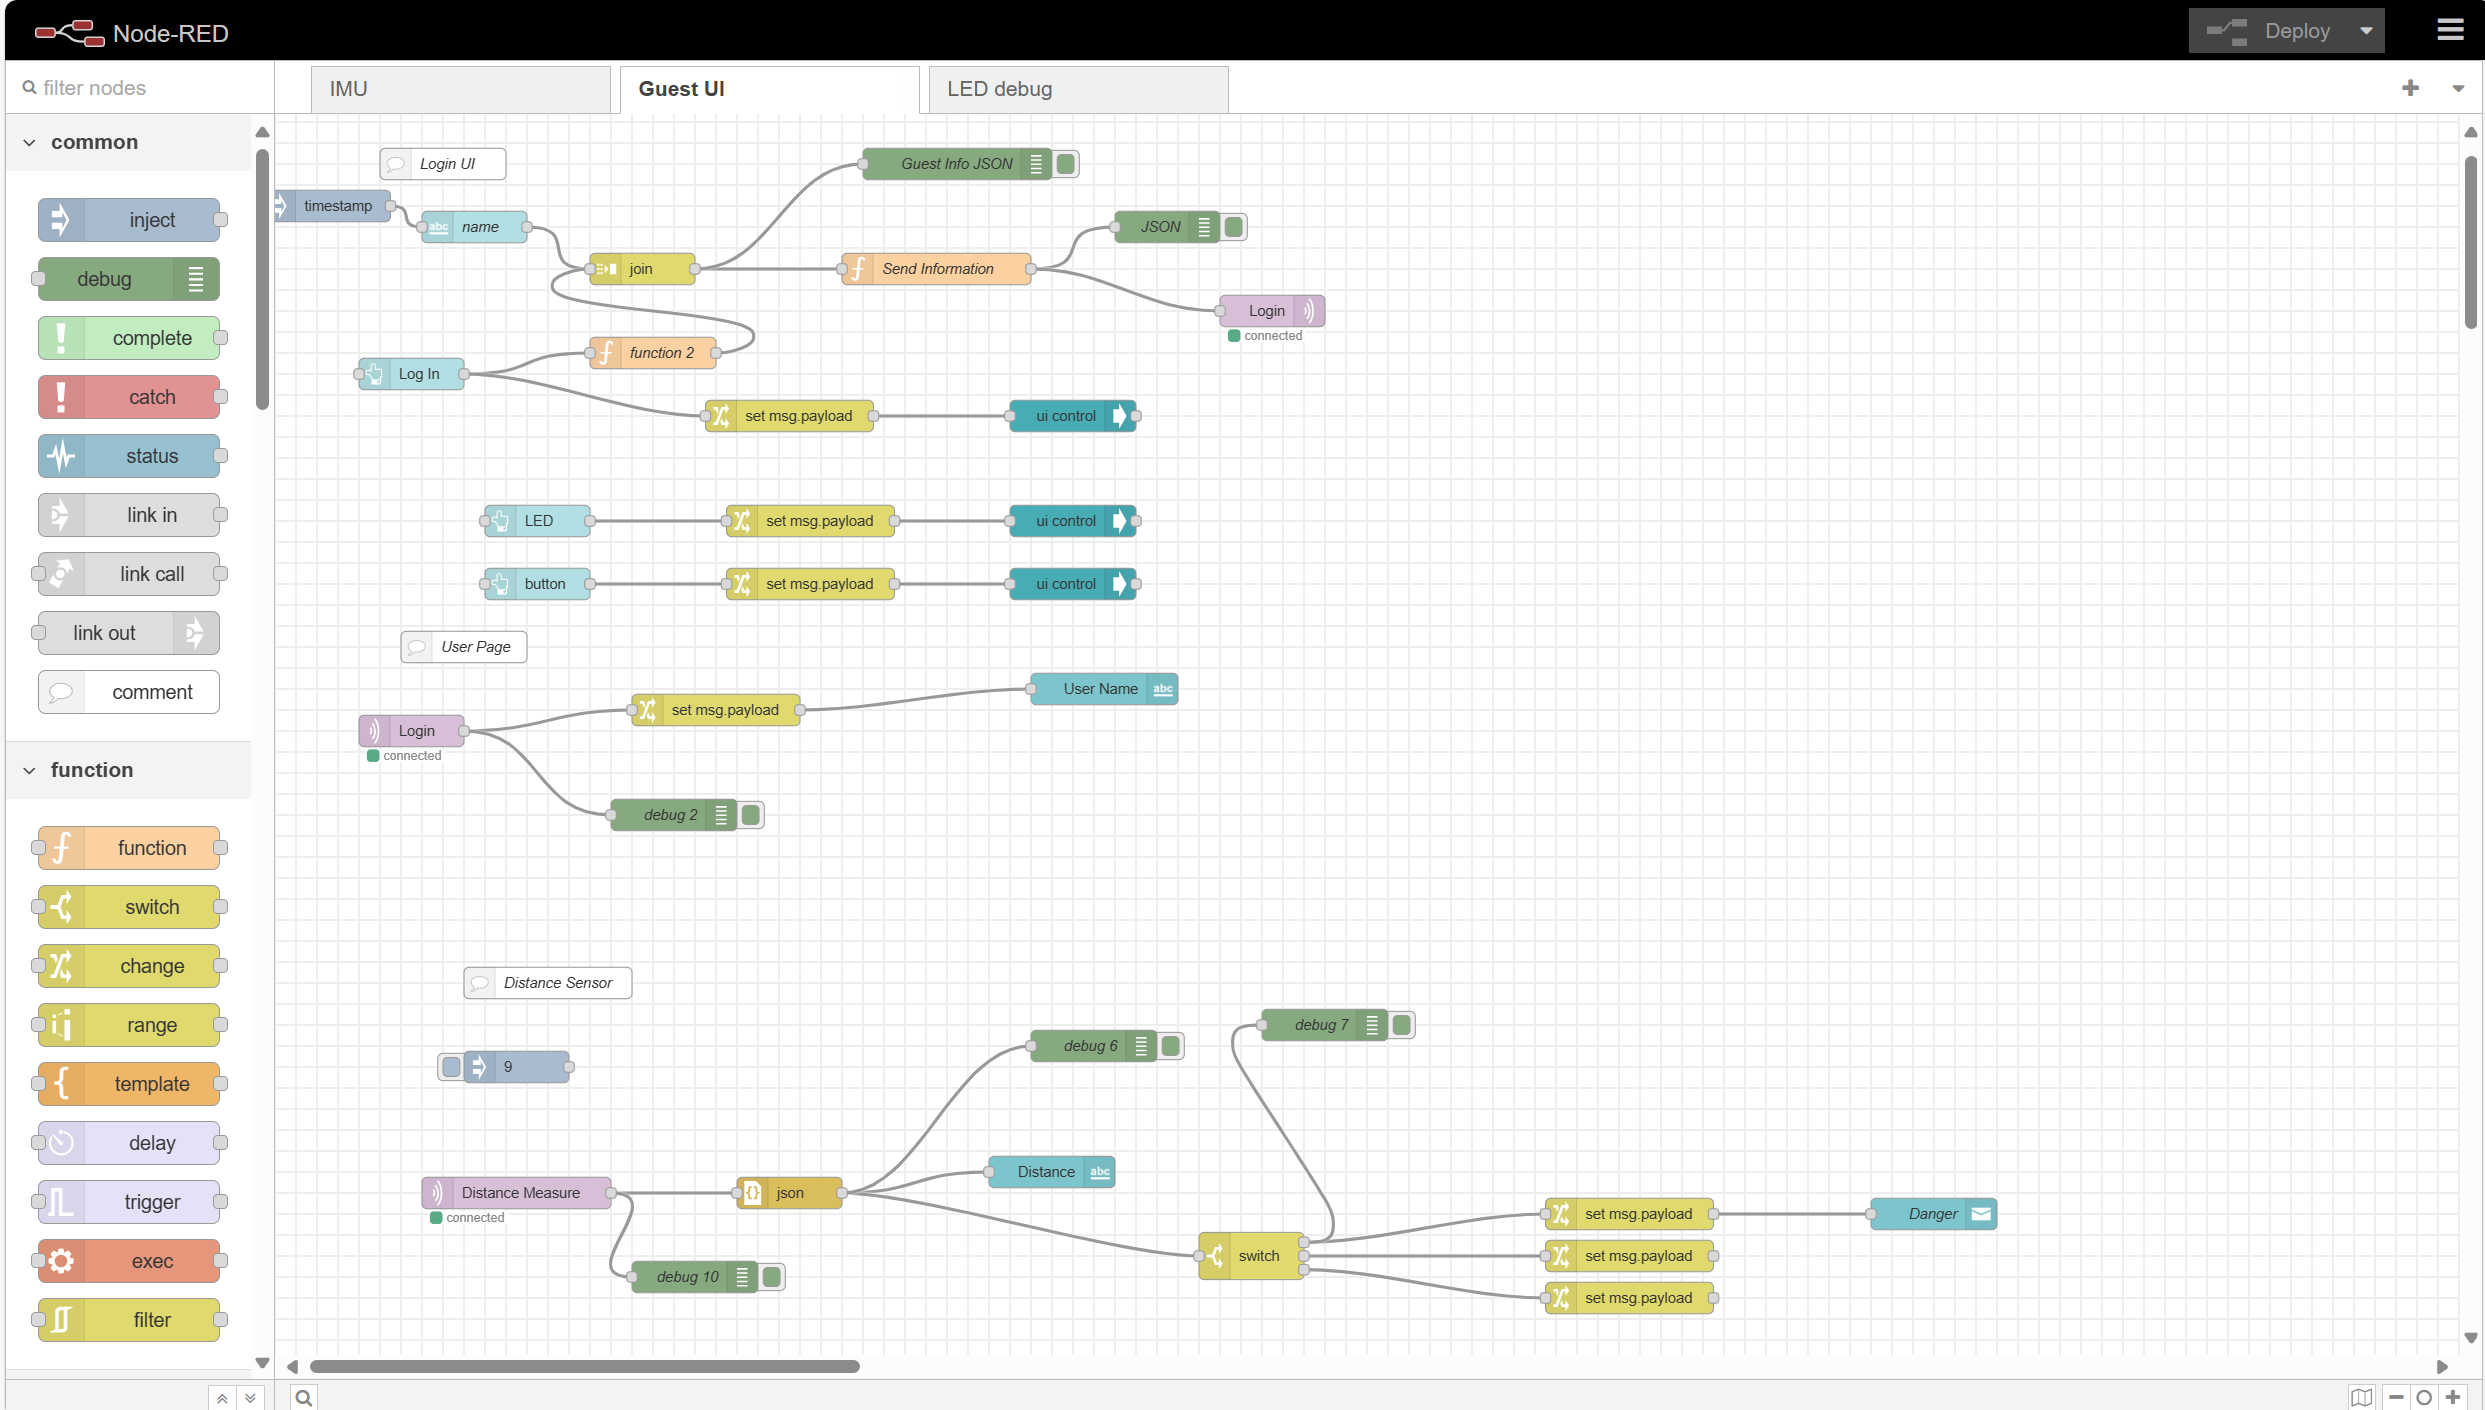 Node-RED
Deploy
filter nodes
IMU
Guest UI
LED debug
common
inject
debug
complete
catch
status
link in
link call
link out
comment
function
function
switch
change
range
template
delay
trigger
exec
filter
Login UI
Guest Info JSON
timestamp
abc name
JSON
join
Send Information
Login
connected
function 2
Log In
set msg.payload
ui control
LED
set msg.payload
ui control
button
set msg.payload
ui control
User Page
User Name abc
set msg.payload
Login
connected
debug 2
Distance Sensor
debug 7
debug 6
9
Distance abc
Distance Measure
json
connected
set msg.payload
Danger
switch
set msg.payload
debug 10
set msg.payload